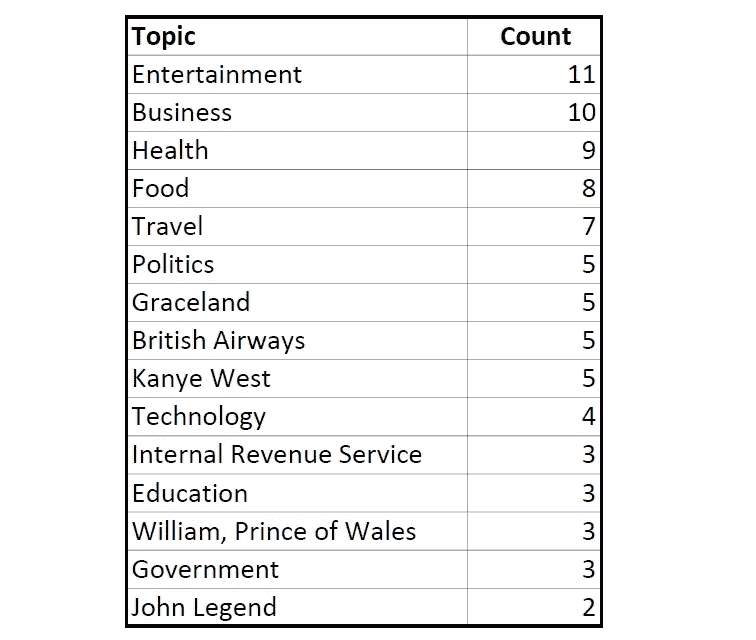 Topic Count
Entertainment 11
Business 10
Health 9
Food 8
Travel 7
Politics 5
Graceland 5
British Airways 5
Kanye West 5
Technology 4
Internal Revenue Service 3
Education 3
William, Prince of Wales 3
Government 3
John Legend 2